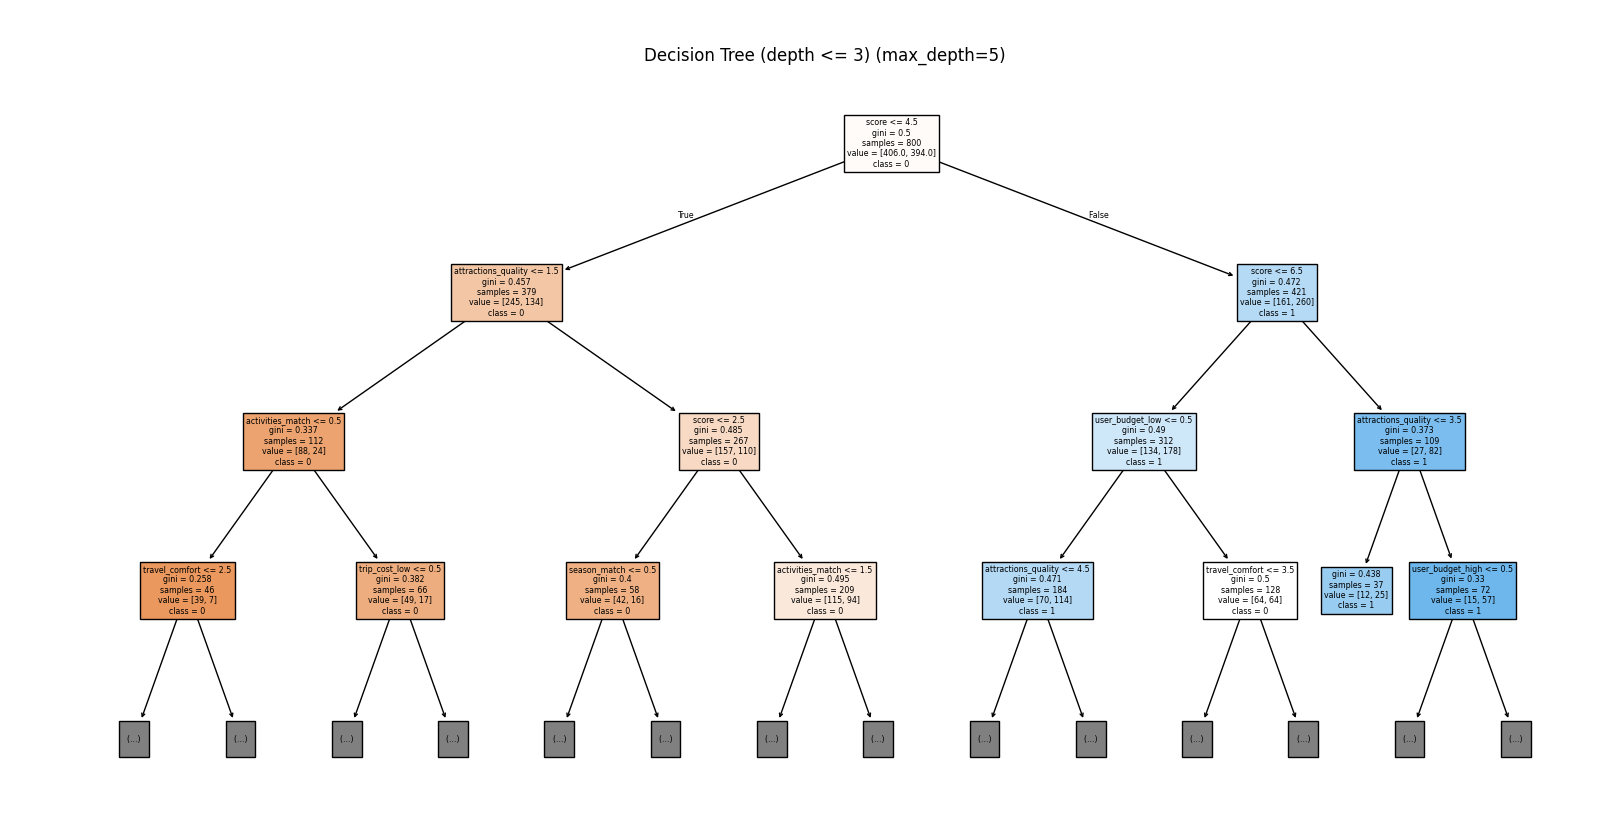 Decision Tree (depth <= 3) (max_depth=5)
score <= 4.5
gini = 0.5
samples = 800
value = [406.0, 394.0]
class = 0
True
False
attractions_quality <= 1.5
gini = 0.457
samples = 379
value = [245, 134]
class = 0
score <= 6.5
gini = 0.472
samples = 421
value = [161, 260]
class = 1
activities_match <= 0.5
gini = 0.337
samples = 112
value = [88, 24]
class = 0
score <= 2.5
gini = 0.485
samples = 267
value = [157, 110]
class = 0
user_budget_low <= 0.5
gini = 0.49
samples = 312
value = [134, 178]
class = 1
attractions_quality <= 3.5
gini = 0.373
samples = 109
value = [27, 82]
class = 1
travel_comfort <= 2.5
gini = 0.258
samples = 46
value = [39, 7]
class = 0
trip_cost_low <= 0.5
gini = 0.382
samples = 66
value = [49, 17]
class = 0
season_match <= 0.5
gini = 0.4
samples = 58
value = [42, 16]
class = 0
activities_match <= 1.5
gini = 0.495
samples = 209
value = [115, 94]
class = 0
attractions_quality <= 4.5
gini = 0.471
samples = 184
value = [70, 114]
class = 1
travel_comfort <= 3.5
gini = 0.5
samples = 128
value = [64, 64]
class = 0
gini = 0.438
samples = 37
value = [12, 25]
class = 1
user_budget_high <= 0.5
gini = 0.33
samples = 72
value = [15, 57]
class = 1
(...)
(...)
(...)
(...)
(...)
(...)
(...)
(...)
(...)
(...)
(...)
(...)
(...)
(...)